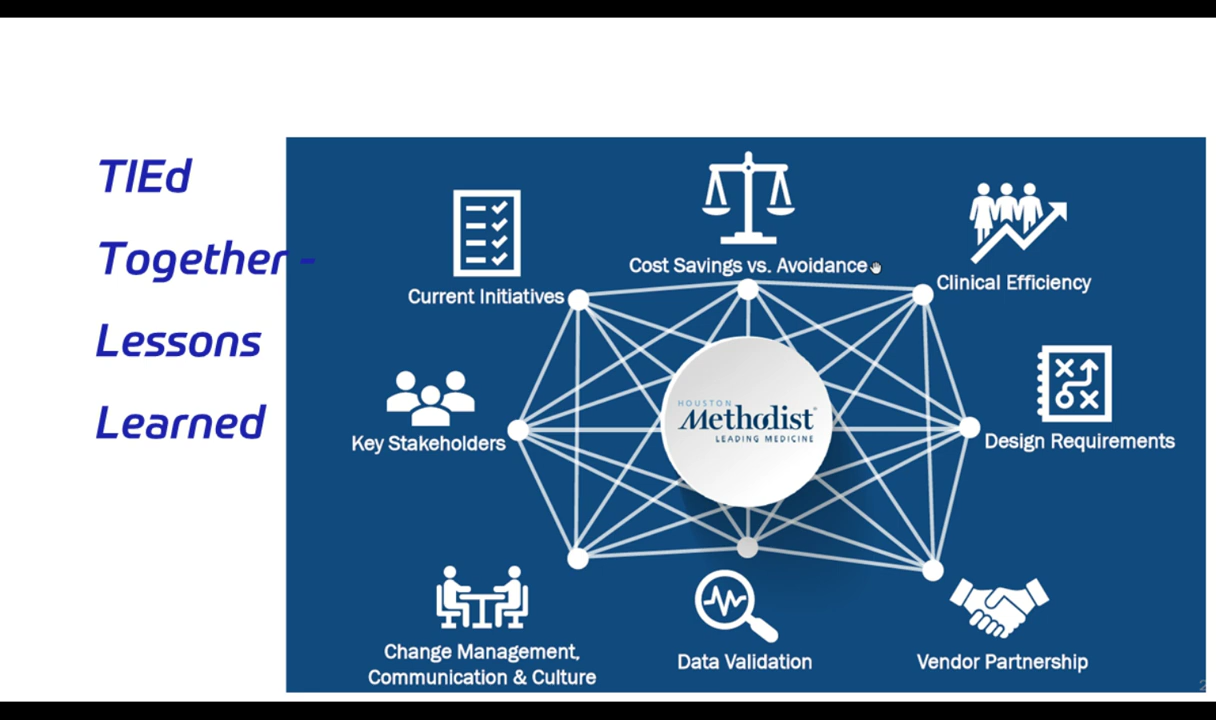 TIEd
Together -
Lessons
Learned
Cost Savings vs. Avoidance
Current Initiatives
Clinical Efficiency
Key Stakeholders
HOUSTON
Methodist®
LEADING MEDICINE
Design Requirements
Change Management,
Communication & Culture
Data Validation
Vendor Partnership